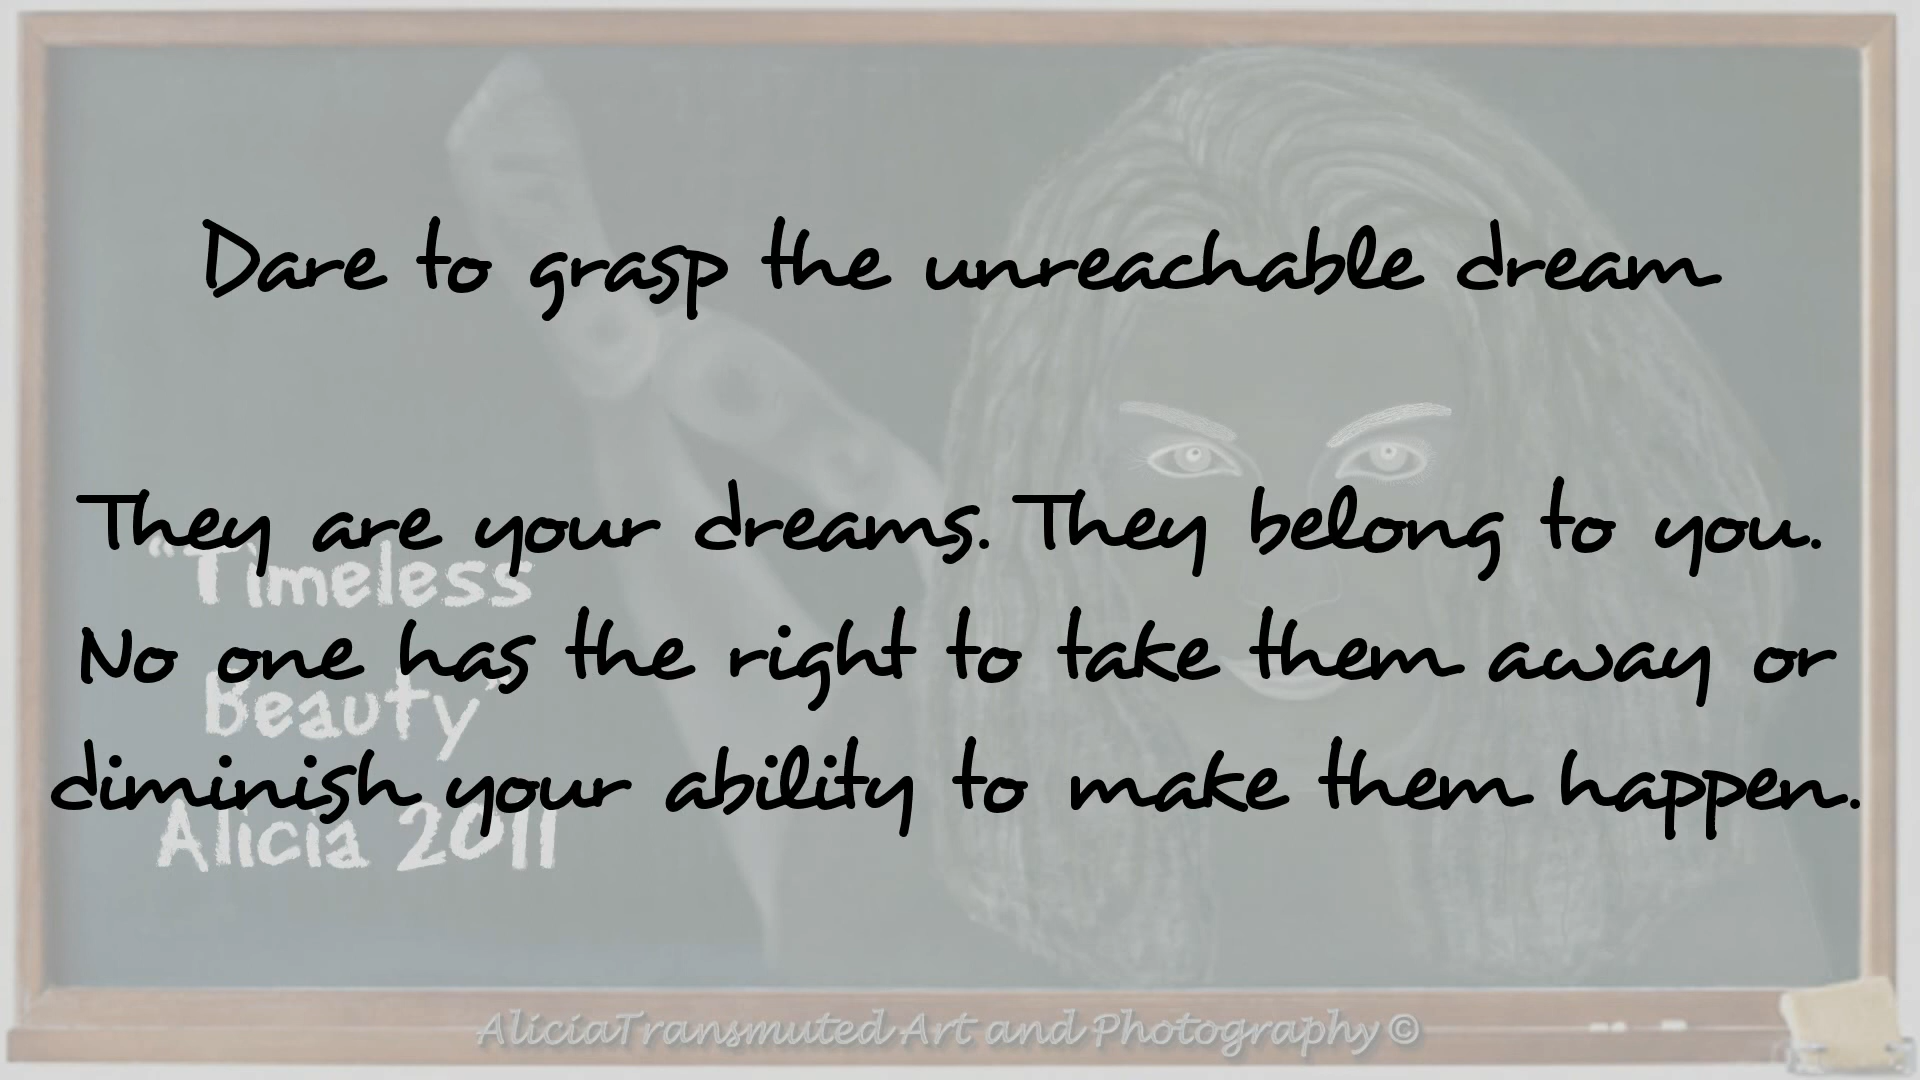 Dare to grasp the unreachable dream
They are your dreams. They belong to you.
No one has the right to take them away or
diminish your ability to make them happen.
"Timeless
Beauty"
Alicia 2011
AliciaTransmuted Art and Photography ©